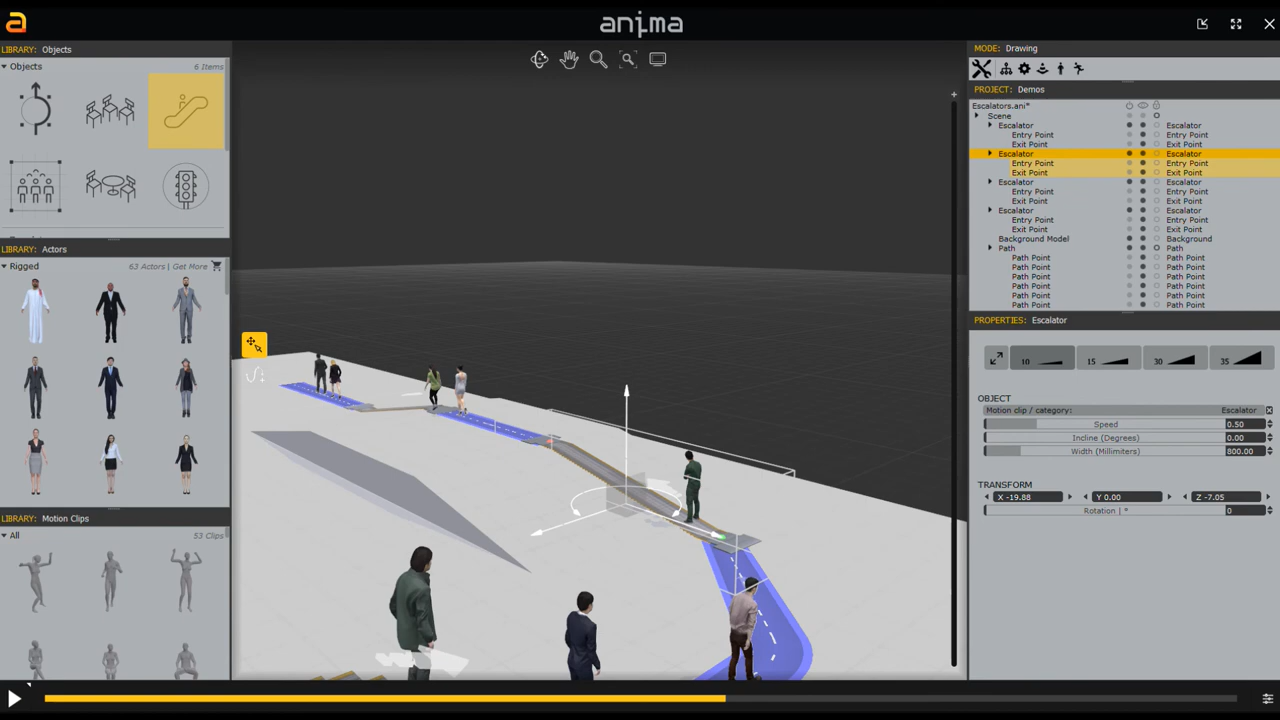 a
anima
LIBRARY: Objects
Objects
6 Items
LIBRARY: Actors
Rigged
63 Actors | Get More
LIBRARY: Motion Clips
All
53 Clips
MODE: Drawing
PROJECT: Demos
Escalators.ani*
Scene
Escalator Escalator
Entry Point Entry Point
Exit Point Exit Point
Escalator Escalator
Entry Point Entry Point
Exit Point Exit Point
Escalator Escalator
Entry Point Entry Point
Exit Point Exit Point
Escalator Escalator
Entry Point Entry Point
Exit Point Exit Point
Background Model Background
Path Path
Path Point Path Point
Path Point Path Point
Path Point Path Point
Path Point Path Point
Path Point Path Point
Path Point Path Point
PROPERTIES: Escalator
10 15 30 35
OBJECT
Motion clip / category: Escalator
Speed 0.50
Incline (Degrees) 0.00
Width (Millimiters) 800.00
TRANSFORM
X -19.88 Y 0.00 Z -7.05
Rotation | ° 0